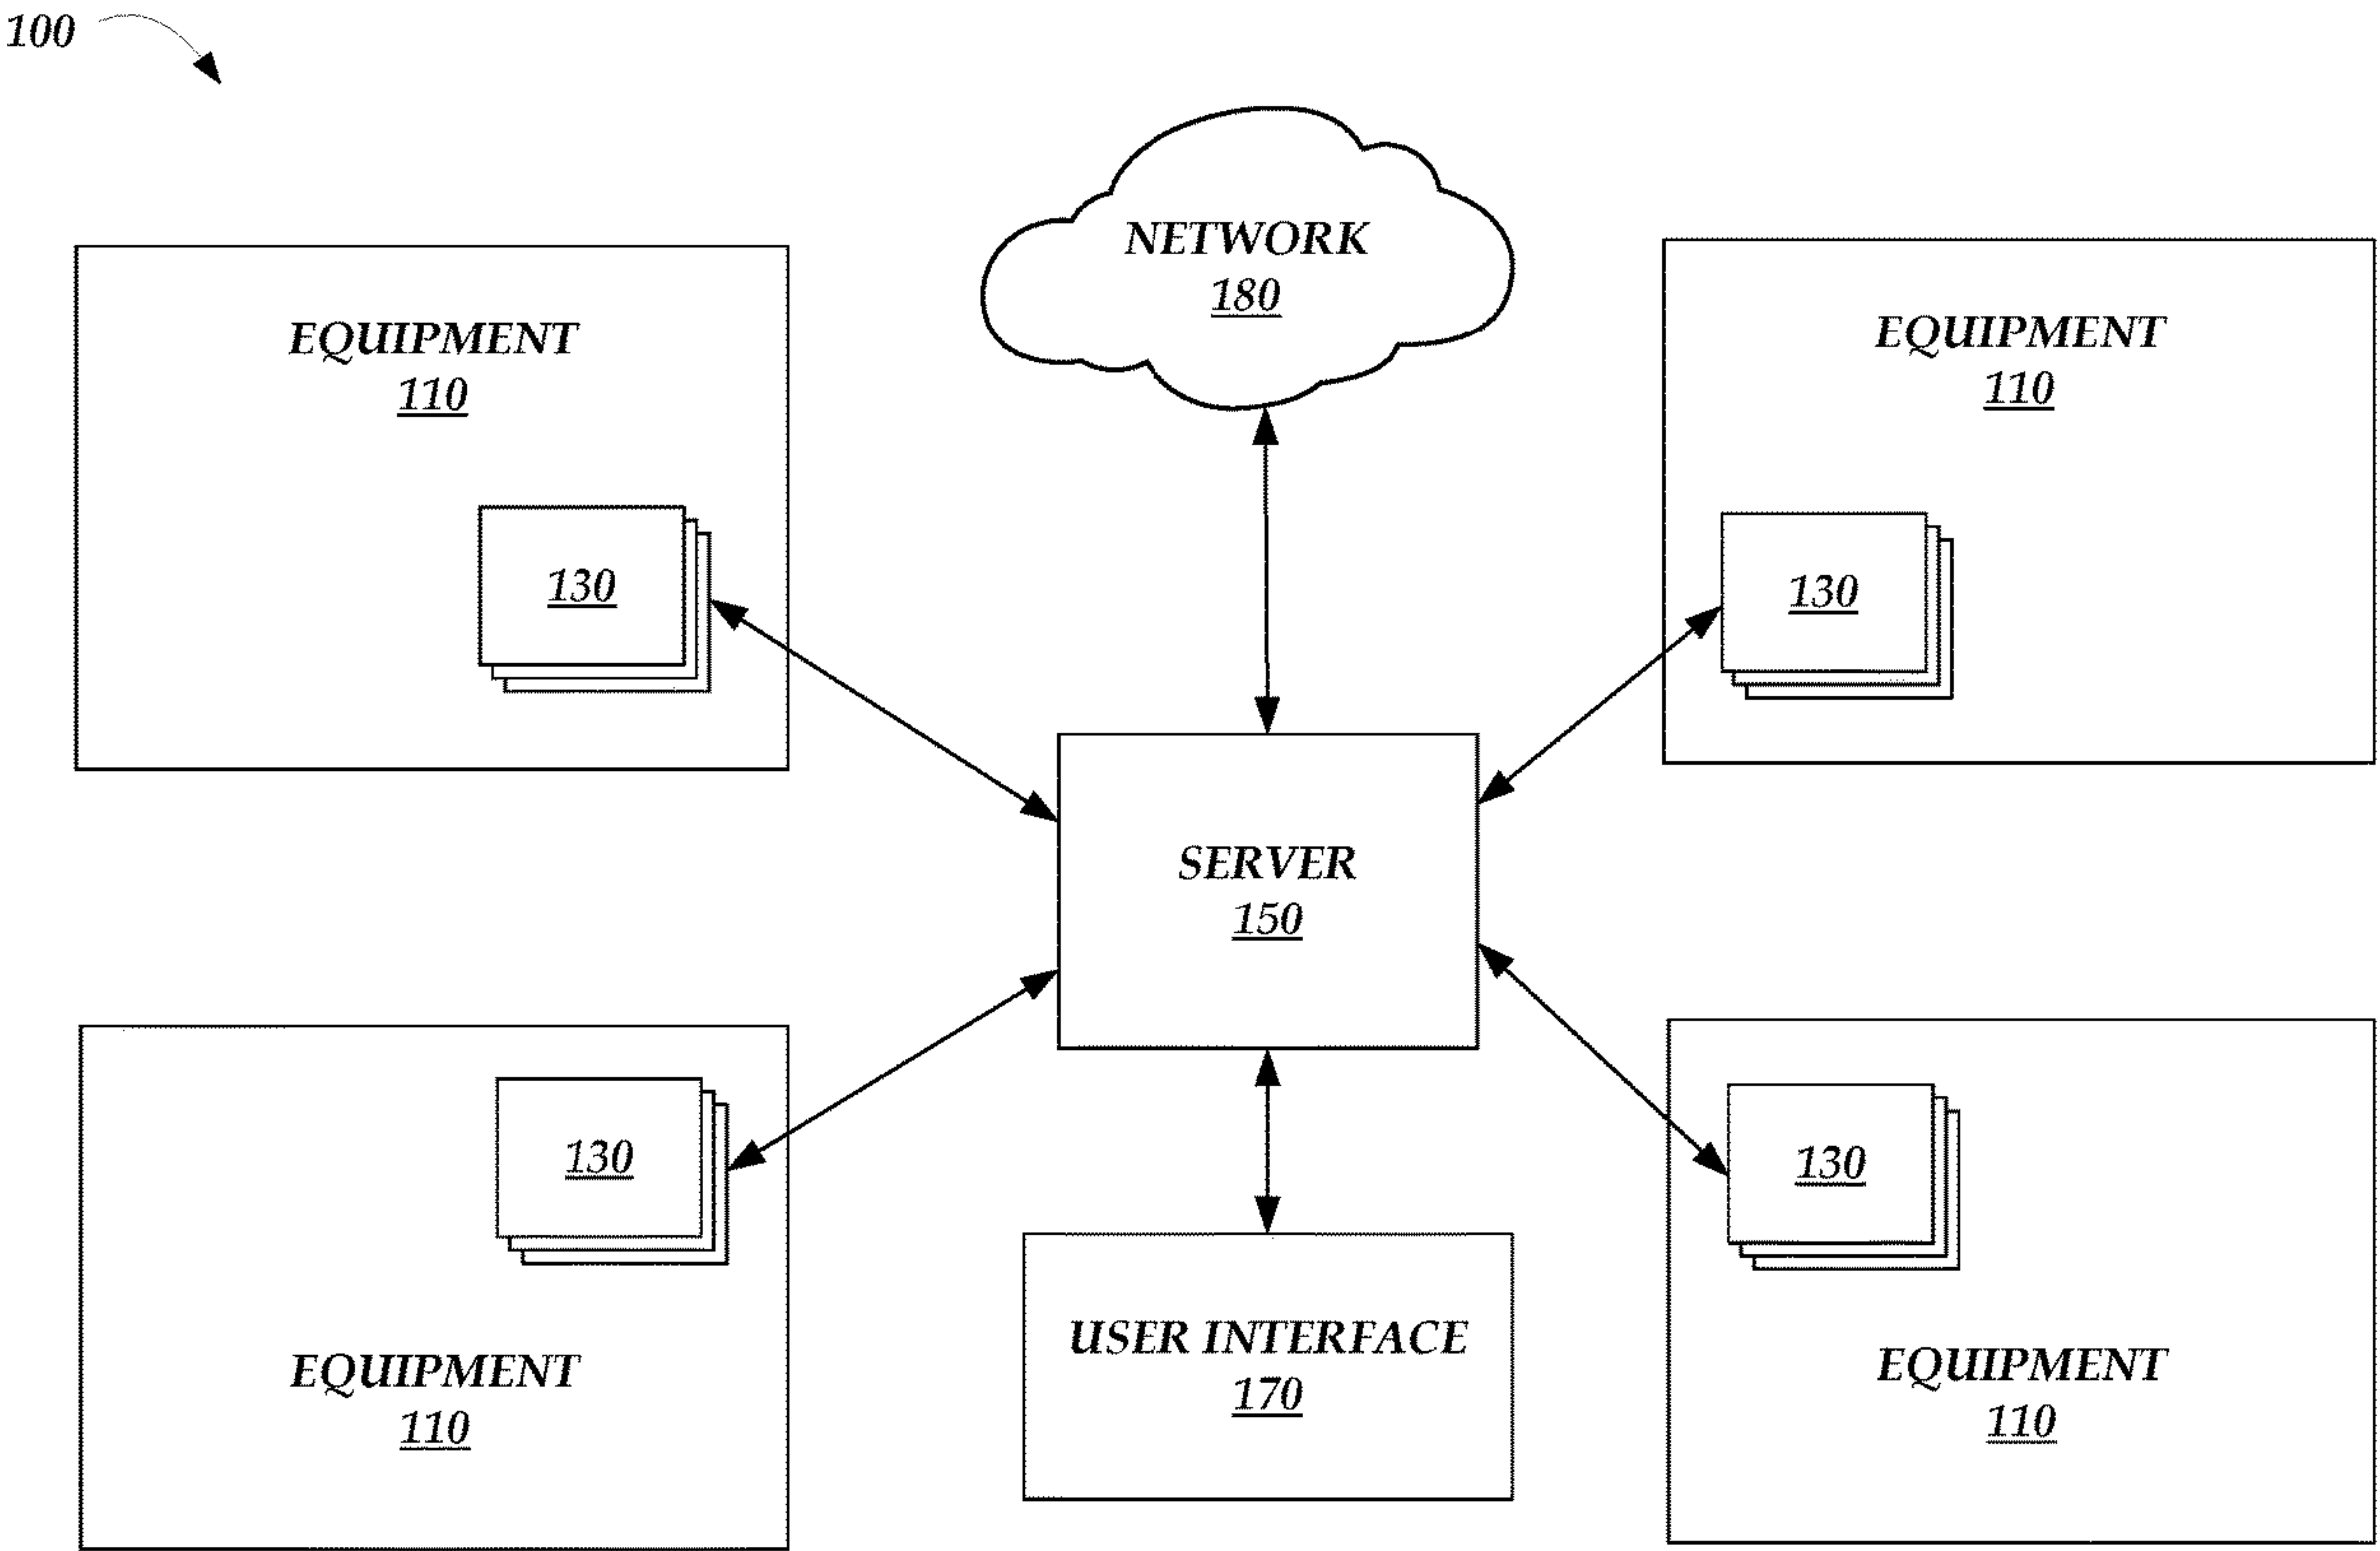 100
NETWORK
180
EQUIPMENT
110
EQUIPMENT
110
130
130
SERVER
150
130
130
USER INTERFACE
170
EQUIPMENT
110
EQUIPMENT
110